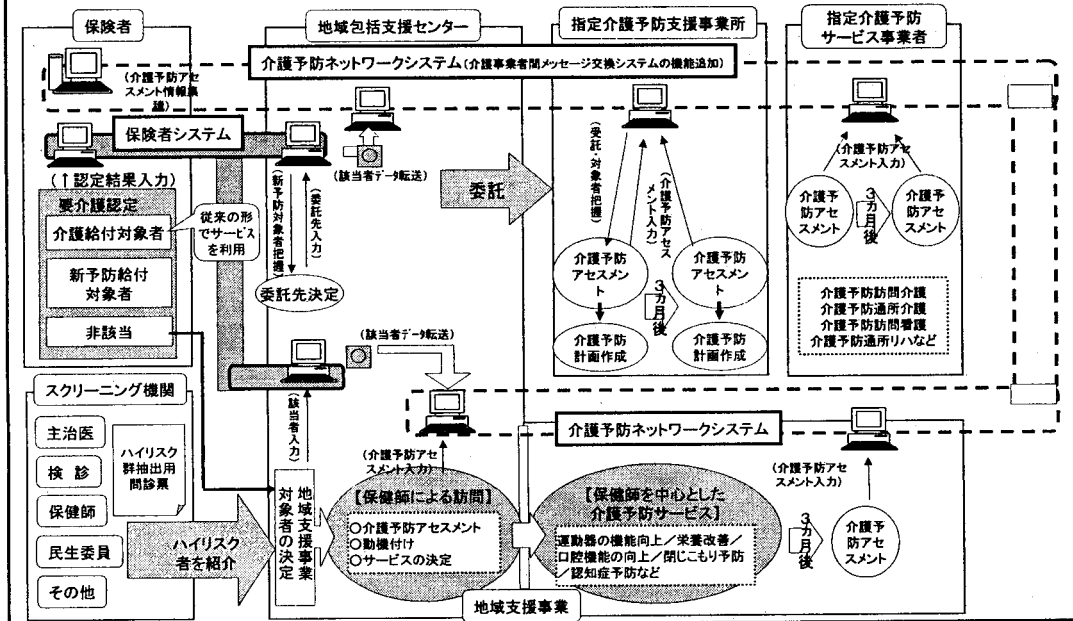 保険者
地域包括支援センター
指定介護予防支援事業所
指定介護予防
サービス事業者
介護予防ネットワークシステム(介護事業者間メッセージ交換システムの機能追加)
(介護予防アセ
スメント情報集
保険者システム
(該当者データ転送)
(↑認定結果入力)
要介護認定
介護給付対象者
従来の形
でサービス
を利用
新予防給付
対象者
非該当
(新予防対象者把握)
(委託先入力)
委託先決定
委託
(受託・対象者把握)
(介護予防アセス
メント入力)
介護予防
アセスメン
ト
3カ月後
介護予防
アセスメン
ト
介護予防
計画作成
介護予防
計画作成
(介護予防アセ
スメント入力)
介護予
防アセ
スメント
3カ月後
介護予
防アセ
スメント
介護予防訪問介護
介護予防通所介護
介護予防訪問看護
介護予防通所リハなど
(該当者データ転送)
スクリーニング機関
主治医
検 診
保健師
民生委員
その他
ハイリスク
群抽出用
問診票
ハイリスク
者を紹介
(該当者入力)
地域支援事業
対象者の決定
(介護予防アセ
スメント入力)
【保健師による訪問】
○介護予防アセスメント
○動機付け
○サービスの決定
介護予防ネットワークシステム
【保健師を中心とした
介護予防サービス】
運動器の機能向上/栄養改善/
口腔機能の向上/閉じこもり予防
/認知症予防など
3カ月後
(介護予防アセ
スメント入力)
介護予
防アセ
スメント
地域支援事業